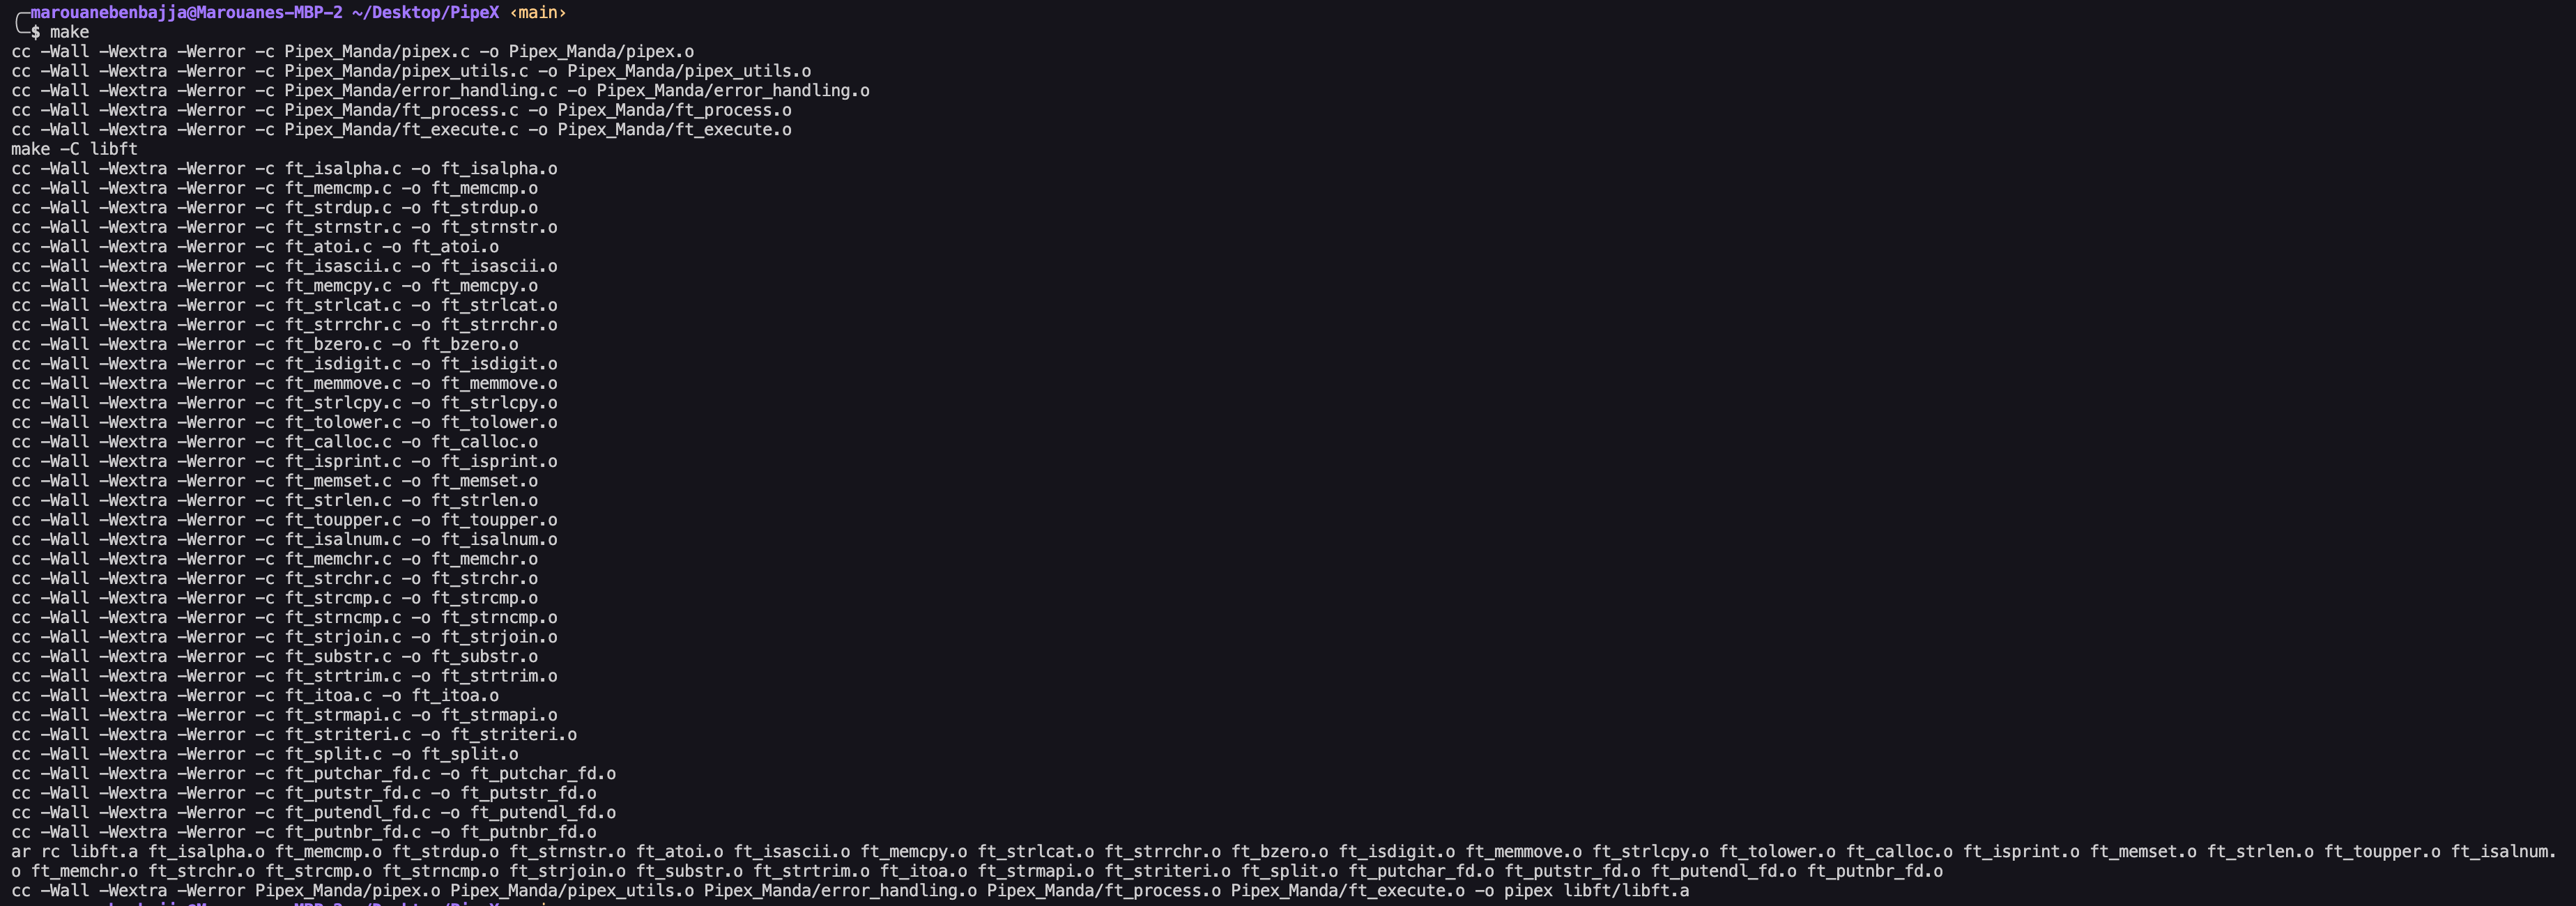 ╭─marouanebenbajja@Marouanes-MBP-2 ~/Desktop/PipeX ‹main›
╰─$ make
cc -Wall -Wextra -Werror -c Pipex_Manda/pipex.c -o Pipex_Manda/pipex.o
cc -Wall -Wextra -Werror -c Pipex_Manda/pipex_utils.c -o Pipex_Manda/pipex_utils.o
cc -Wall -Wextra -Werror -c Pipex_Manda/error_handling.c -o Pipex_Manda/error_handling.o
cc -Wall -Wextra -Werror -c Pipex_Manda/ft_process.c -o Pipex_Manda/ft_process.o
cc -Wall -Wextra -Werror -c Pipex_Manda/ft_execute.c -o Pipex_Manda/ft_execute.o
make -C libft
cc -Wall -Wextra -Werror -c ft_isalpha.c -o ft_isalpha.o
cc -Wall -Wextra -Werror -c ft_memcmp.c -o ft_memcmp.o
cc -Wall -Wextra -Werror -c ft_strdup.c -o ft_strdup.o
cc -Wall -Wextra -Werror -c ft_strnstr.c -o ft_strnstr.o
cc -Wall -Wextra -Werror -c ft_atoi.c -o ft_atoi.o
cc -Wall -Wextra -Werror -c ft_isascii.c -o ft_isascii.o
cc -Wall -Wextra -Werror -c ft_memcpy.c -o ft_memcpy.o
cc -Wall -Wextra -Werror -c ft_strlcat.c -o ft_strlcat.o
cc -Wall -Wextra -Werror -c ft_strrchr.c -o ft_strrchr.o
cc -Wall -Wextra -Werror -c ft_bzero.c -o ft_bzero.o
cc -Wall -Wextra -Werror -c ft_isdigit.c -o ft_isdigit.o
cc -Wall -Wextra -Werror -c ft_memmove.c -o ft_memmove.o
cc -Wall -Wextra -Werror -c ft_strlcpy.c -o ft_strlcpy.o
cc -Wall -Wextra -Werror -c ft_tolower.c -o ft_tolower.o
cc -Wall -Wextra -Werror -c ft_calloc.c -o ft_calloc.o
cc -Wall -Wextra -Werror -c ft_isprint.c -o ft_isprint.o
cc -Wall -Wextra -Werror -c ft_memset.c -o ft_memset.o
cc -Wall -Wextra -Werror -c ft_strlen.c -o ft_strlen.o
cc -Wall -Wextra -Werror -c ft_toupper.c -o ft_toupper.o
cc -Wall -Wextra -Werror -c ft_isalnum.c -o ft_isalnum.o
cc -Wall -Wextra -Werror -c ft_memchr.c -o ft_memchr.o
cc -Wall -Wextra -Werror -c ft_strchr.c -o ft_strchr.o
cc -Wall -Wextra -Werror -c ft_strcmp.c -o ft_strcmp.o
cc -Wall -Wextra -Werror -c ft_strncmp.c -o ft_strncmp.o
cc -Wall -Wextra -Werror -c ft_strjoin.c -o ft_strjoin.o
cc -Wall -Wextra -Werror -c ft_substr.c -o ft_substr.o
cc -Wall -Wextra -Werror -c ft_strtrim.c -o ft_strtrim.o
cc -Wall -Wextra -Werror -c ft_itoa.c -o ft_itoa.o
cc -Wall -Wextra -Werror -c ft_strmapi.c -o ft_strmapi.o
cc -Wall -Wextra -Werror -c ft_striteri.c -o ft_striteri.o
cc -Wall -Wextra -Werror -c ft_split.c -o ft_split.o
cc -Wall -Wextra -Werror -c ft_putchar_fd.c -o ft_putchar_fd.o
cc -Wall -Wextra -Werror -c ft_putstr_fd.c -o ft_putstr_fd.o
cc -Wall -Wextra -Werror -c ft_putendl_fd.c -o ft_putendl_fd.o
cc -Wall -Wextra -Werror -c ft_putnbr_fd.c -o ft_putnbr_fd.o
ar rc libft.a ft_isalpha.o ft_memcmp.o ft_strdup.o ft_strnstr.o ft_atoi.o ft_isascii.o ft_memcpy.o ft_strlcat.o ft_strrchr.o ft_bzero.o ft_isdigit.o ft_memmove.o ft_strlcpy.o ft_tolower.o ft_calloc.o ft_isprint.o ft_memset.o ft_strlen.o ft_toupper.o ft_isalnum.
o ft_memchr.o ft_strchr.o ft_strcmp.o ft_strncmp.o ft_strjoin.o ft_substr.o ft_strtrim.o ft_itoa.o ft_strmapi.o ft_striteri.o ft_split.o ft_putchar_fd.o ft_putstr_fd.o ft_putendl_fd.o ft_putnbr_fd.o
cc -Wall -Wextra -Werror Pipex_Manda/pipex.o Pipex_Manda/pipex_utils.o Pipex_Manda/error_handling.o Pipex_Manda/ft_process.o Pipex_Manda/ft_execute.o -o pipex libft/libft.a